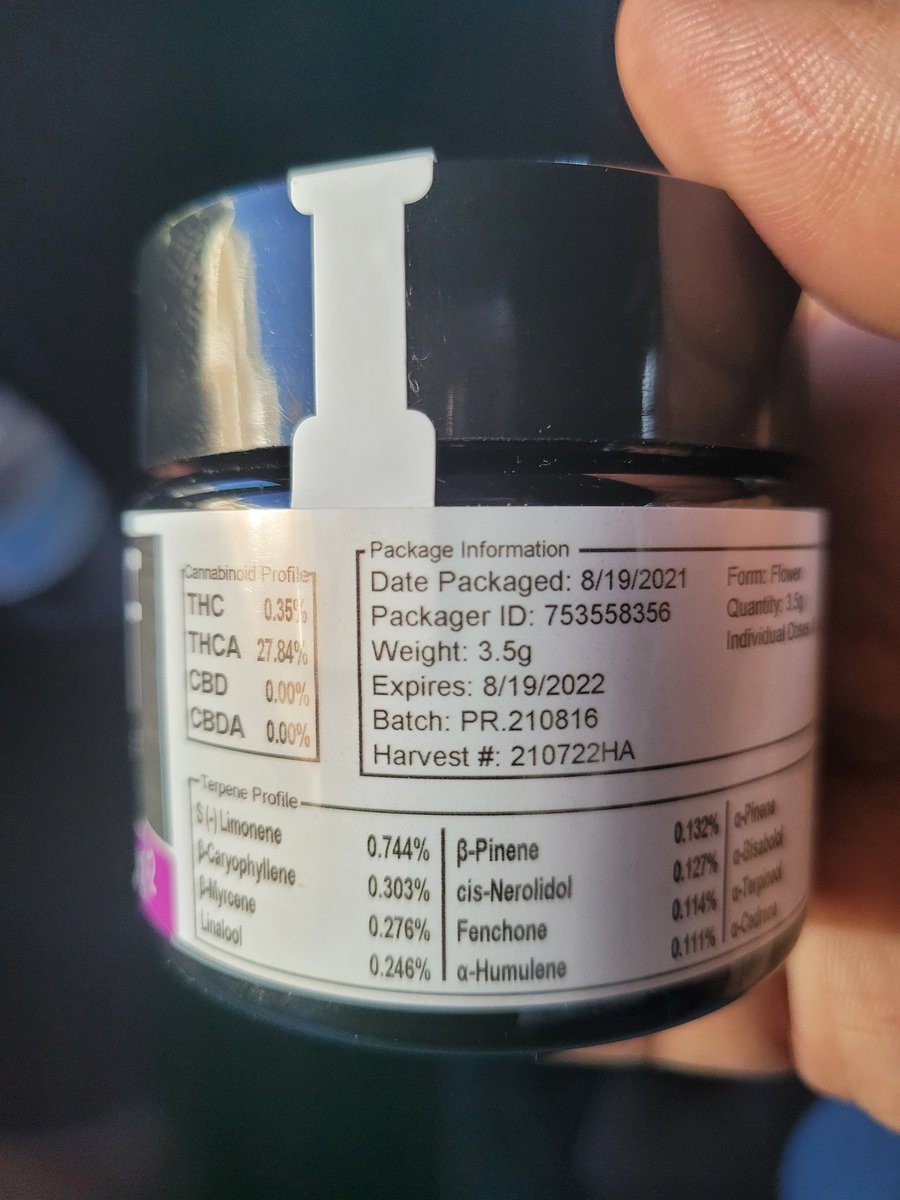 Cannabinoid Profile
THC 0.35%
THCA 27.84%
CBD 0.00%
CBDA 0.00%
Package Information
Date Packaged: 8/19/2021
Packager ID: 753558356
Weight: 3.5g
Expires: 8/19/2022
Batch: PR.210816
Harvest #: 210722HA
Form: Flower
Quantity: 3.5g
Individual Doses
Terpene Profile
S (-) Limonene 0.744% β-Pinene 0.132% α-Pinene
β-Caryophyllene 0.303% cis-Nerolidol 0.127% α-Bisabolol
β-Myrcene 0.276% Fenchone 0.114% α-Terpineol
Linalool 0.246% α-Humulene 0.111% α-Cedrene